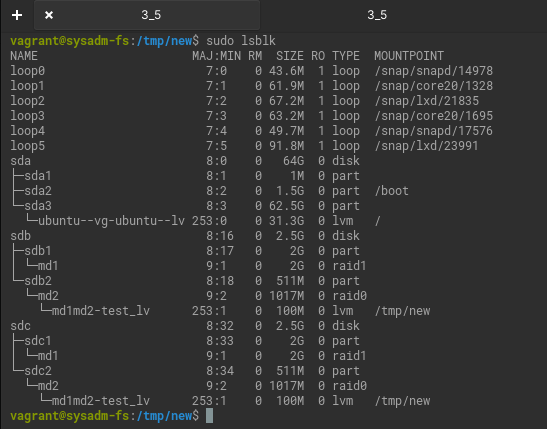 + × 3_5 3_5
vagrant@sysadm-fs:/tmp/new$ sudo lsblk
NAME                      MAJ:MIN RM  SIZE RO TYPE  MOUNTPOINT
loop0                       7:0    0 43.6M  1 loop  /snap/snapd/14978
loop1                       7:1    0 61.9M  1 loop  /snap/core20/1328
loop2                       7:2    0 67.2M  1 loop  /snap/lxd/21835
loop3                       7:3    0 63.2M  1 loop  /snap/core20/1695
loop4                       7:4    0 49.7M  1 loop  /snap/snapd/17576
loop5                       7:5    0 91.8M  1 loop  /snap/lxd/23991
sda                         8:0    0   64G  0 disk
├─sda1                      8:1    0    1M  0 part
├─sda2                      8:2    0  1.5G  0 part  /boot
└─sda3                      8:3    0 62.5G  0 part
  └─ubuntu--vg-ubuntu--lv 253:0    0 31.3G  0 lvm   /
sdb                         8:16   0  2.5G  0 disk
├─sdb1                      8:17   0    2G  0 part
│ └─md1                     9:1    0    2G  0 raid1
└─sdb2                      8:18   0  511M  0 part
  └─md2                     9:2    0 1017M  0 raid0
    └─md1md2-test_lv      253:1    0  100M  0 lvm   /tmp/new
sdc                         8:32   0  2.5G  0 disk
├─sdc1                      8:33   0    2G  0 part
│ └─md1                     9:1    0    2G  0 raid1
└─sdc2                      8:34   0  511M  0 part
  └─md2                     9:2    0 1017M  0 raid0
    └─md1md2-test_lv      253:1    0  100M  0 lvm   /tmp/new
vagrant@sysadm-fs:/tmp/new$